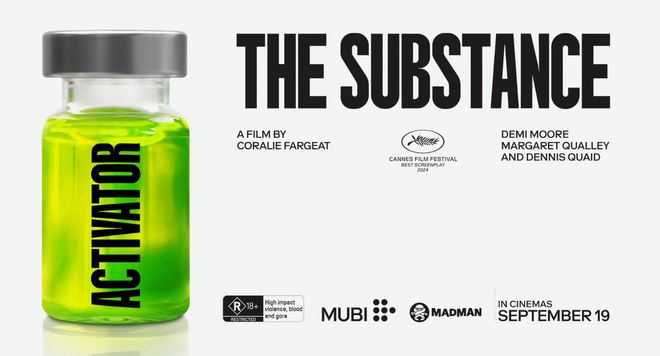 THE SUBSTANCE
ACTIVATOR
A FILM BY
CORALIE FARGEAT
CANNES FILM FESTIVAL
BEST SCREENPLAY
2024
DEMI MOORE
MARGARET QUALLEY
AND DENNIS QUAID
R 18+
RESTRICTED
High impact
violence, blood
and gore
MUBI
MADMAN
IN CINEMAS
SEPTEMBER 19